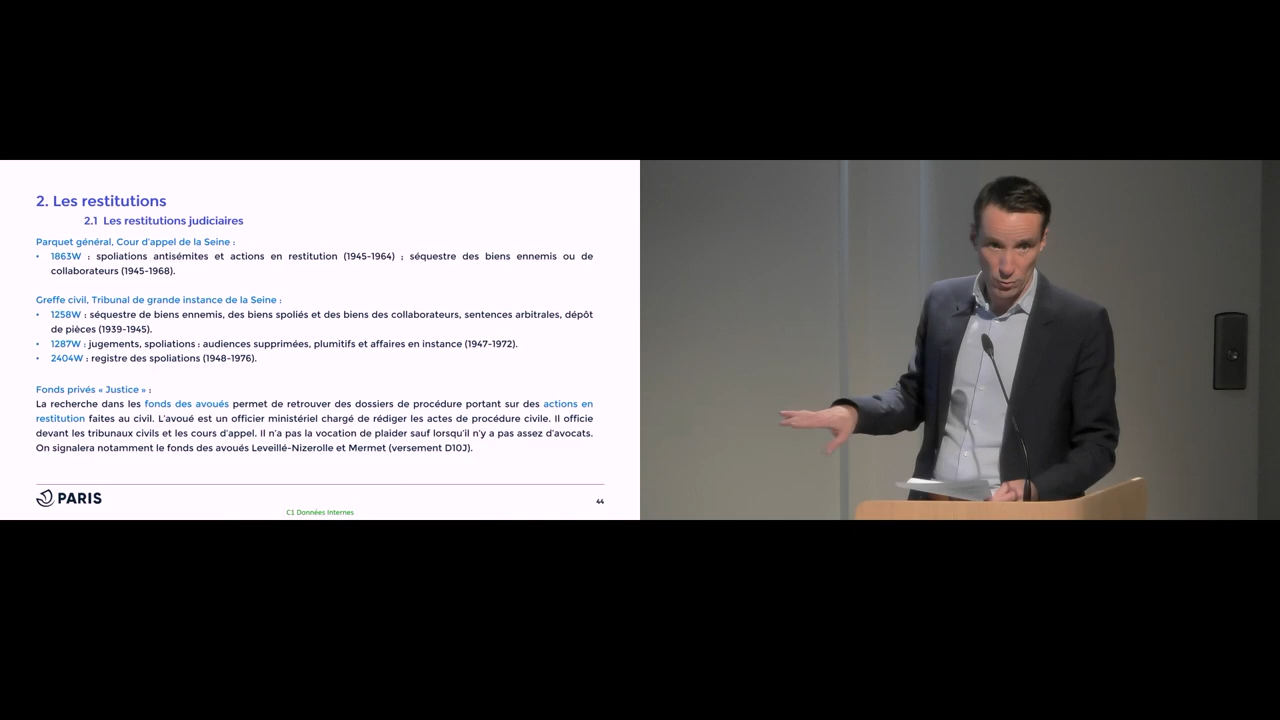 2. Les restitutions
2.1 Les restitutions judiciaires
Parquet général, Cour d'appel de la Seine :
• 1863W : spoliations antisémites et actions en restitution (1945-1964) ; séquestre des biens ennemis ou de
collaborateurs (1945-1968).
Greffe civil, Tribunal de grande instance de la Seine :
• 1258W : séquestre de biens ennemis, des biens spoliés et des biens des collaborateurs, sentences arbitrales, dépôt
de pièces (1939-1945).
• 1287W : jugements, spoliations : audiences supprimées, plumitifs et affaires en instance (1947-1972).
• 2404W : registre des spoliations (1948-1976).
Fonds privés « Justice » :
La recherche dans les fonds des avoués permet de retrouver des dossiers de procédure portant sur des actions en
restitution faites au civil. L'avoué est un officier ministériel chargé de rédiger les actes de procédure civile. Il officie
devant les tribunaux civils et les cours d'appel. Il n'a pas la vocation de plaider sauf lorsqu'il n'y a pas assez d'avocats.
On signalera notamment le fonds des avoués Leveillé-Nizerolle et Mermet (versement D10J).
PARIS
44
C1 Données Internes